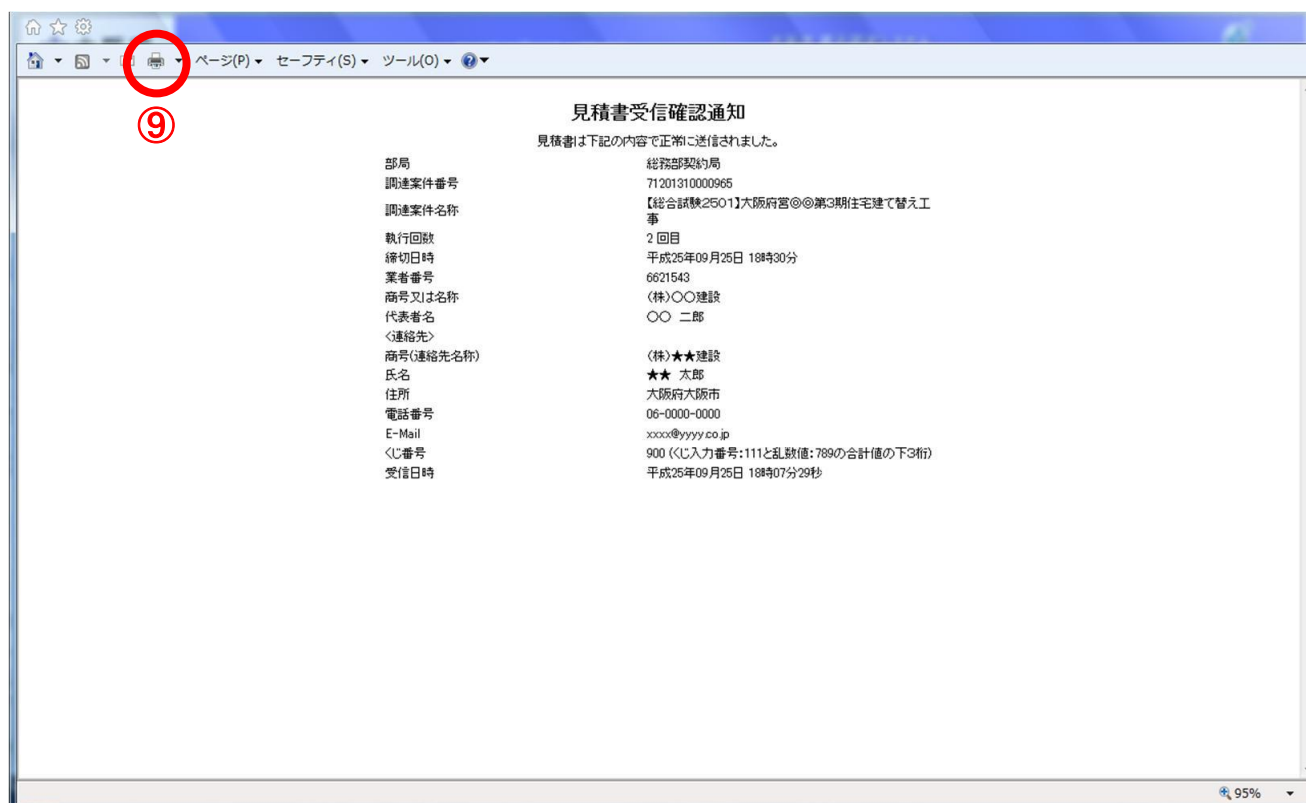 ページ(P) セーフティ(S) ツール(O)
⑨
見積書受信確認通知
見積書は下記の内容で正常に送信されました。
部局 総務部契約局
調達案件番号 71201310000965
調達案件名称 【総合試験2501】大阪府営◎◎第3期住宅建て替え工
事
執行回数 2 回目
締切日時 平成25年09月25日 18時30分
業者番号 6621543
商号又は名称 (株)○○建設
代表者名 ○○ 二郎
<連絡先>
商号(連絡先名称) (株)★★建設
氏名 ★★ 太郎
住所 大阪府大阪市
電話番号 06-0000-0000
E-Mail xxxx@yyyy.co.jp
くじ番号 900 (くじ入力番号:111と乱数値:789の合計値の下3桁)
受信日時 平成25年09月25日 18時07分29秒
95%